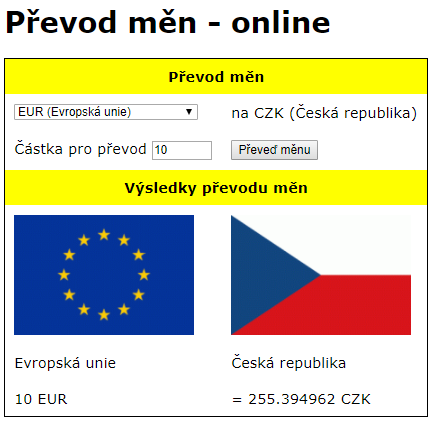 Převod měn - online
Převod měn
EUR (Evropská unie) na CZK (Česká republika)
Částka pro převod 10 Převeď měnu
Výsledky převodu měn
Evropská unie Česká republika
10 EUR = 255.394962 CZK